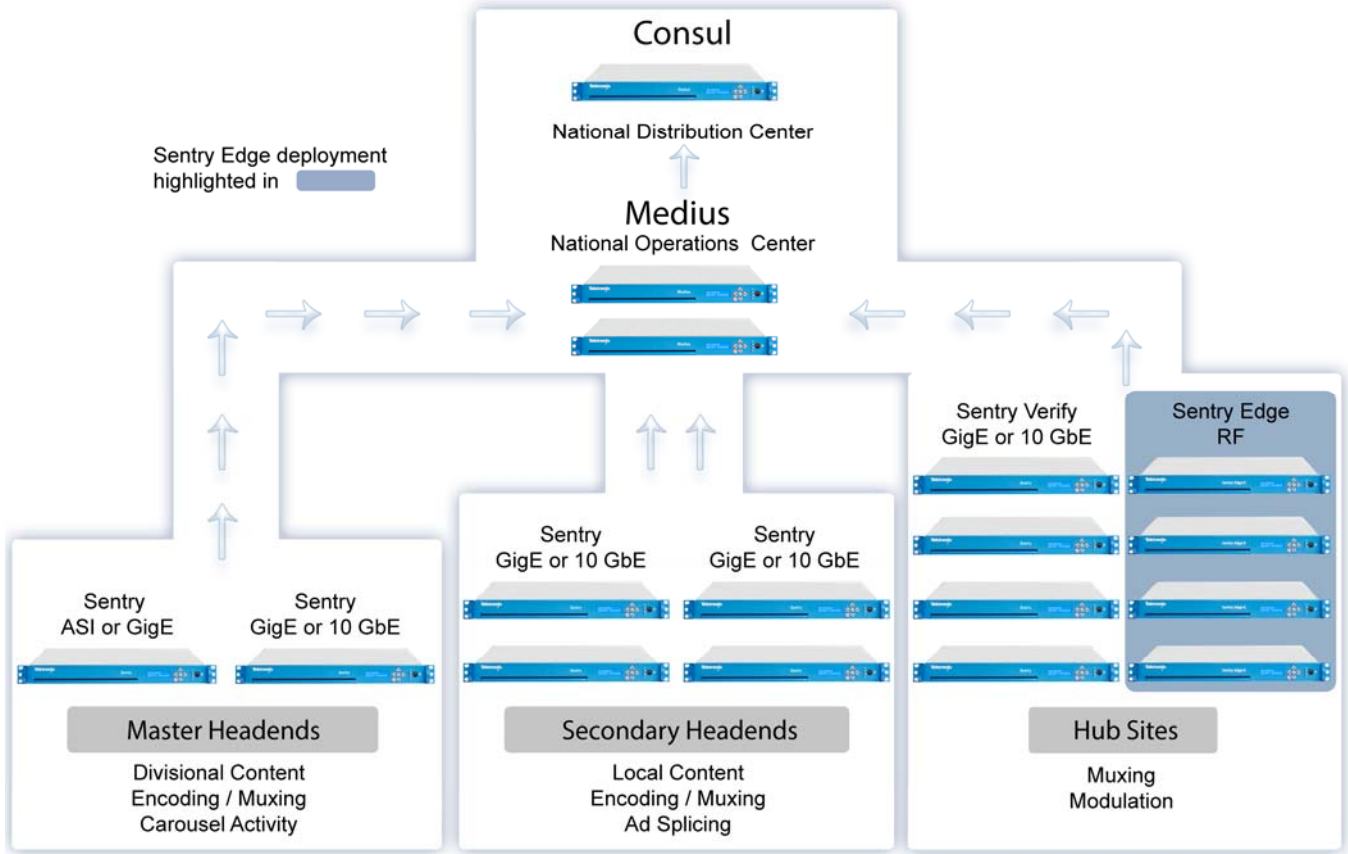 Consul
National Distribution Center
Sentry Edge deployment
highlighted in
Medius
National Operations Center
Sentry Verify
GigE or 10 GbE
Sentry Edge
RF
Sentry
GigE or 10 GbE
Sentry
GigE or 10 GbE
Sentry
ASI or GigE
Sentry
GigE or 10 GbE
Master Headends
Divisional Content
Encoding / Muxing
Carousel Activity
Secondary Headends
Local Content
Encoding / Muxing
Ad Splicing
Hub Sites
Muxing
Modulation